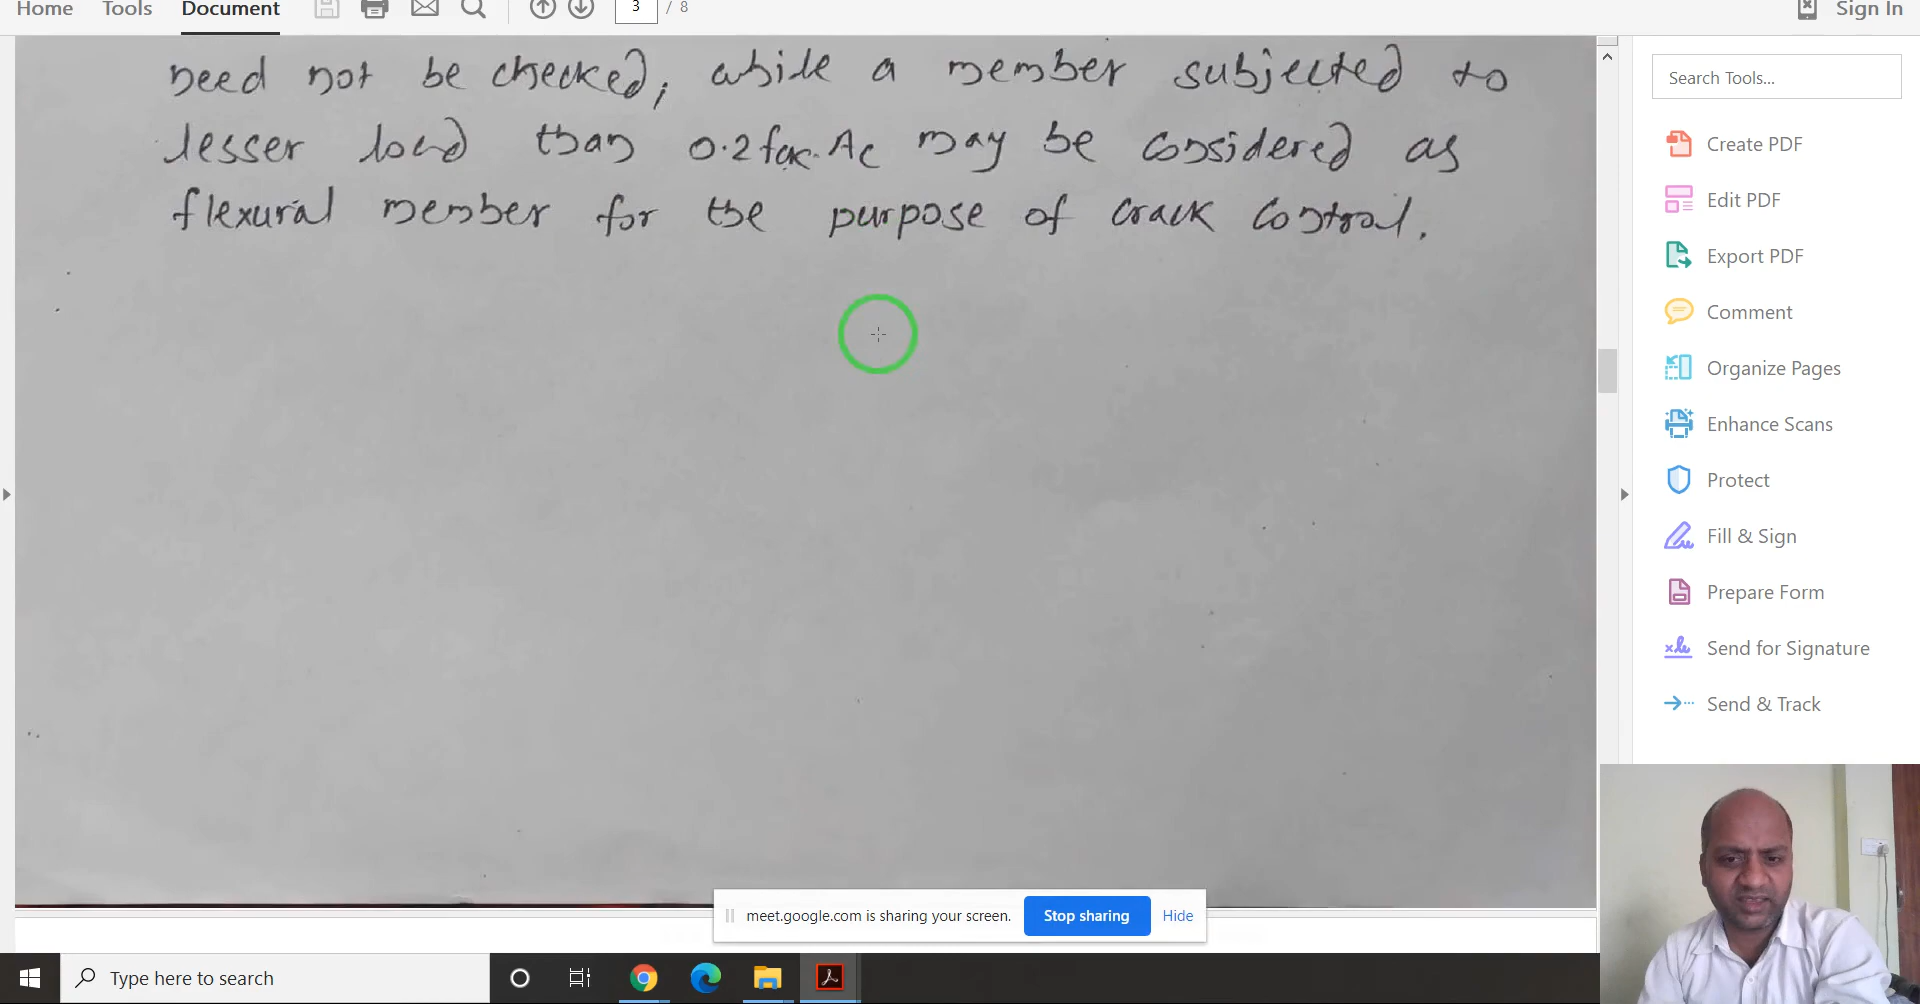 Home Tools Document 3 / 8 Sign In
need not be checked, while a member subjected to
lesser load than 0.2 fck. Ac may be considered as
flexural member for the purpose of crack control.
Search Tools...
Create PDF
Edit PDF
Export PDF
Comment
Organize Pages
Enhance Scans
Protect
Fill & Sign
Prepare Form
Send for Signature
Send & Track
meet.google.com is sharing your screen. Stop sharing Hide
Type here to search